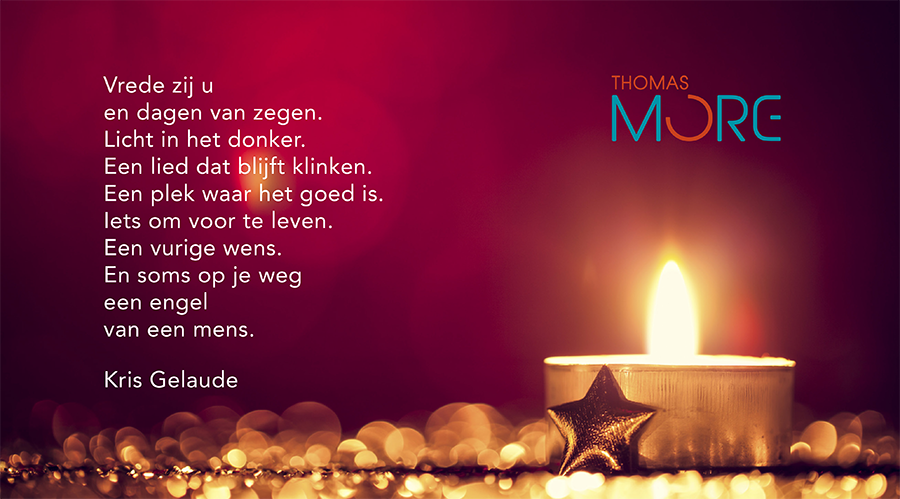 Vrede zij u
en dagen van zegen.
Licht in het donker.
Een lied dat blijft klinken.
Een plek waar het goed is.
Iets om voor te leven.
Een vurige wens.
En soms op je weg
een engel
van een mens.
Kris Gelaude
THOMAS
MORE